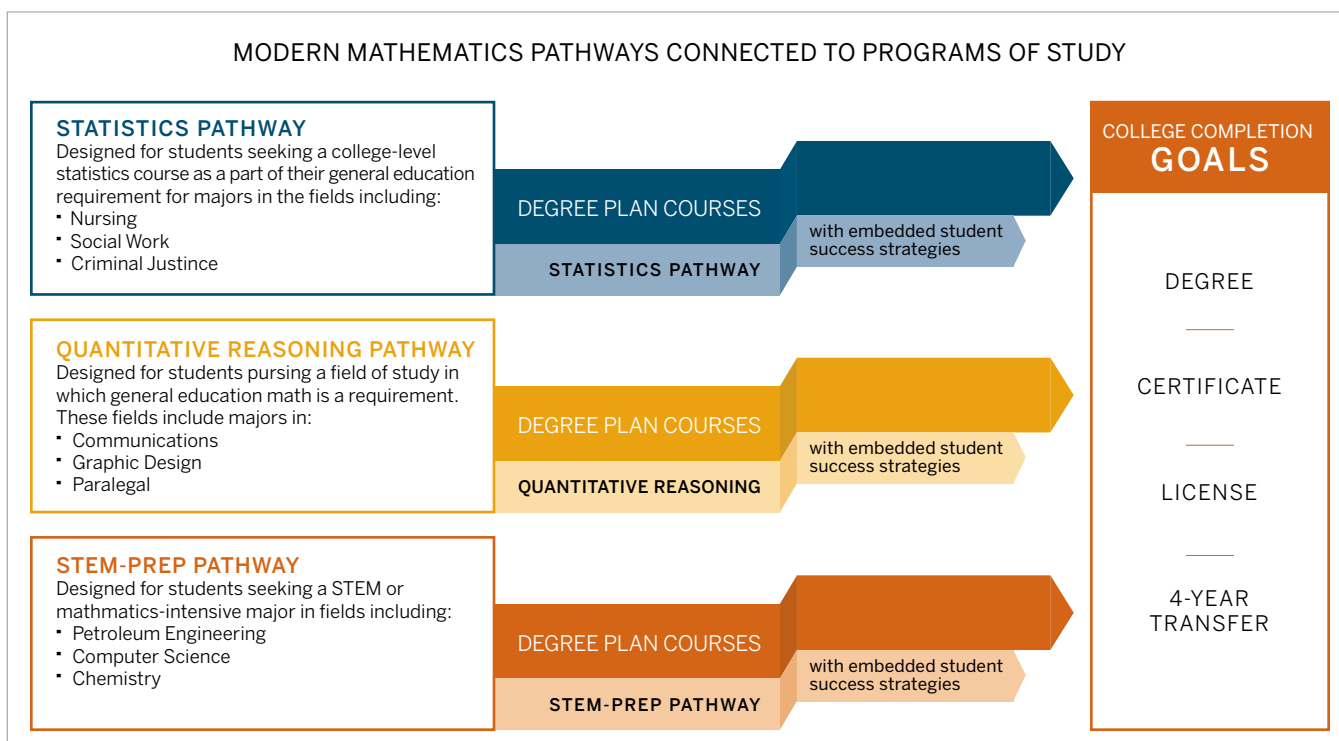 MODERN MATHEMATICS PATHWAYS CONNECTED TO PROGRAMS OF STUDY
STATISTICS PATHWAY
Designed for students seeking a college-level
statistics course as a part of their general education
requirement for majors in the fields including:
▪ Nursing
▪ Social Work
▪ Criminal Justince
DEGREE PLAN COURSES
STATISTICS PATHWAY
with embedded student
success strategies
QUANTITATIVE REASONING PATHWAY
Designed for students pursing a field of study in
which general education math is a requirement.
These fields include majors in:
▪ Communications
▪ Graphic Design
▪ Paralegal
DEGREE PLAN COURSES
QUANTITATIVE REASONING
with embedded student
success strategies
STEM-PREP PATHWAY
Designed for students seeking a STEM or
mathmatics-intensive major in fields including:
▪ Petroleum Engineering
▪ Computer Science
▪ Chemistry
DEGREE PLAN COURSES
STEM-PREP PATHWAY
with embedded student
success strategies
COLLEGE COMPLETION
GOALS
DEGREE
CERTIFICATE
LICENSE
4-YEAR
TRANSFER